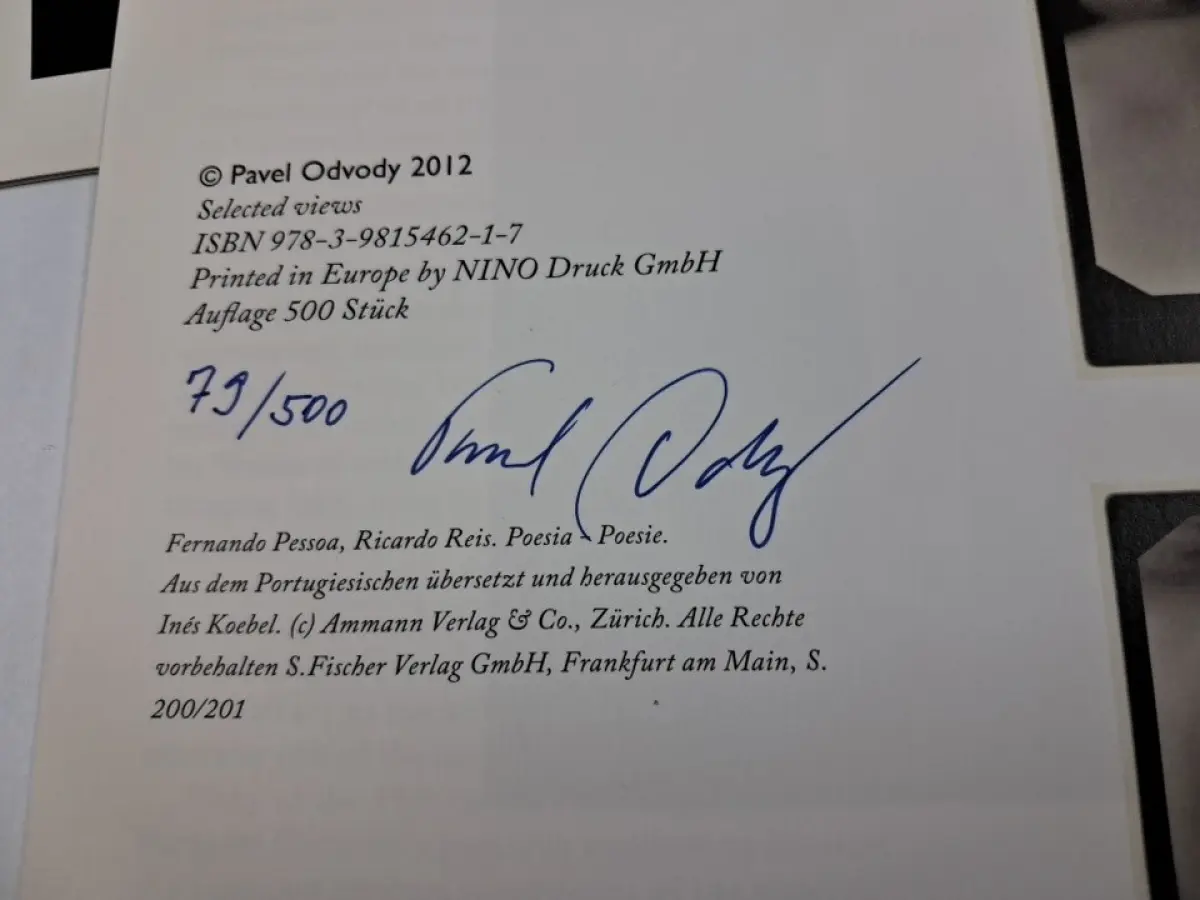 © Pavel Odvody 2012
Selected views
ISBN 978-3-9815462-1-7
Printed in Europe by NINO Druck GmbH
Auflage 500 Stück
79/500 Pavel Odvody
Fernando Pessoa, Ricardo Reis. Poesia - Poesie.
Aus dem Portugiesischen übersetzt und herausgegeben von
Inés Koebel. (c) Ammann Verlag & Co., Zürich. Alle Rechte
vorbehalten S.Fischer Verlag GmbH, Frankfurt am Main, S.
200/201